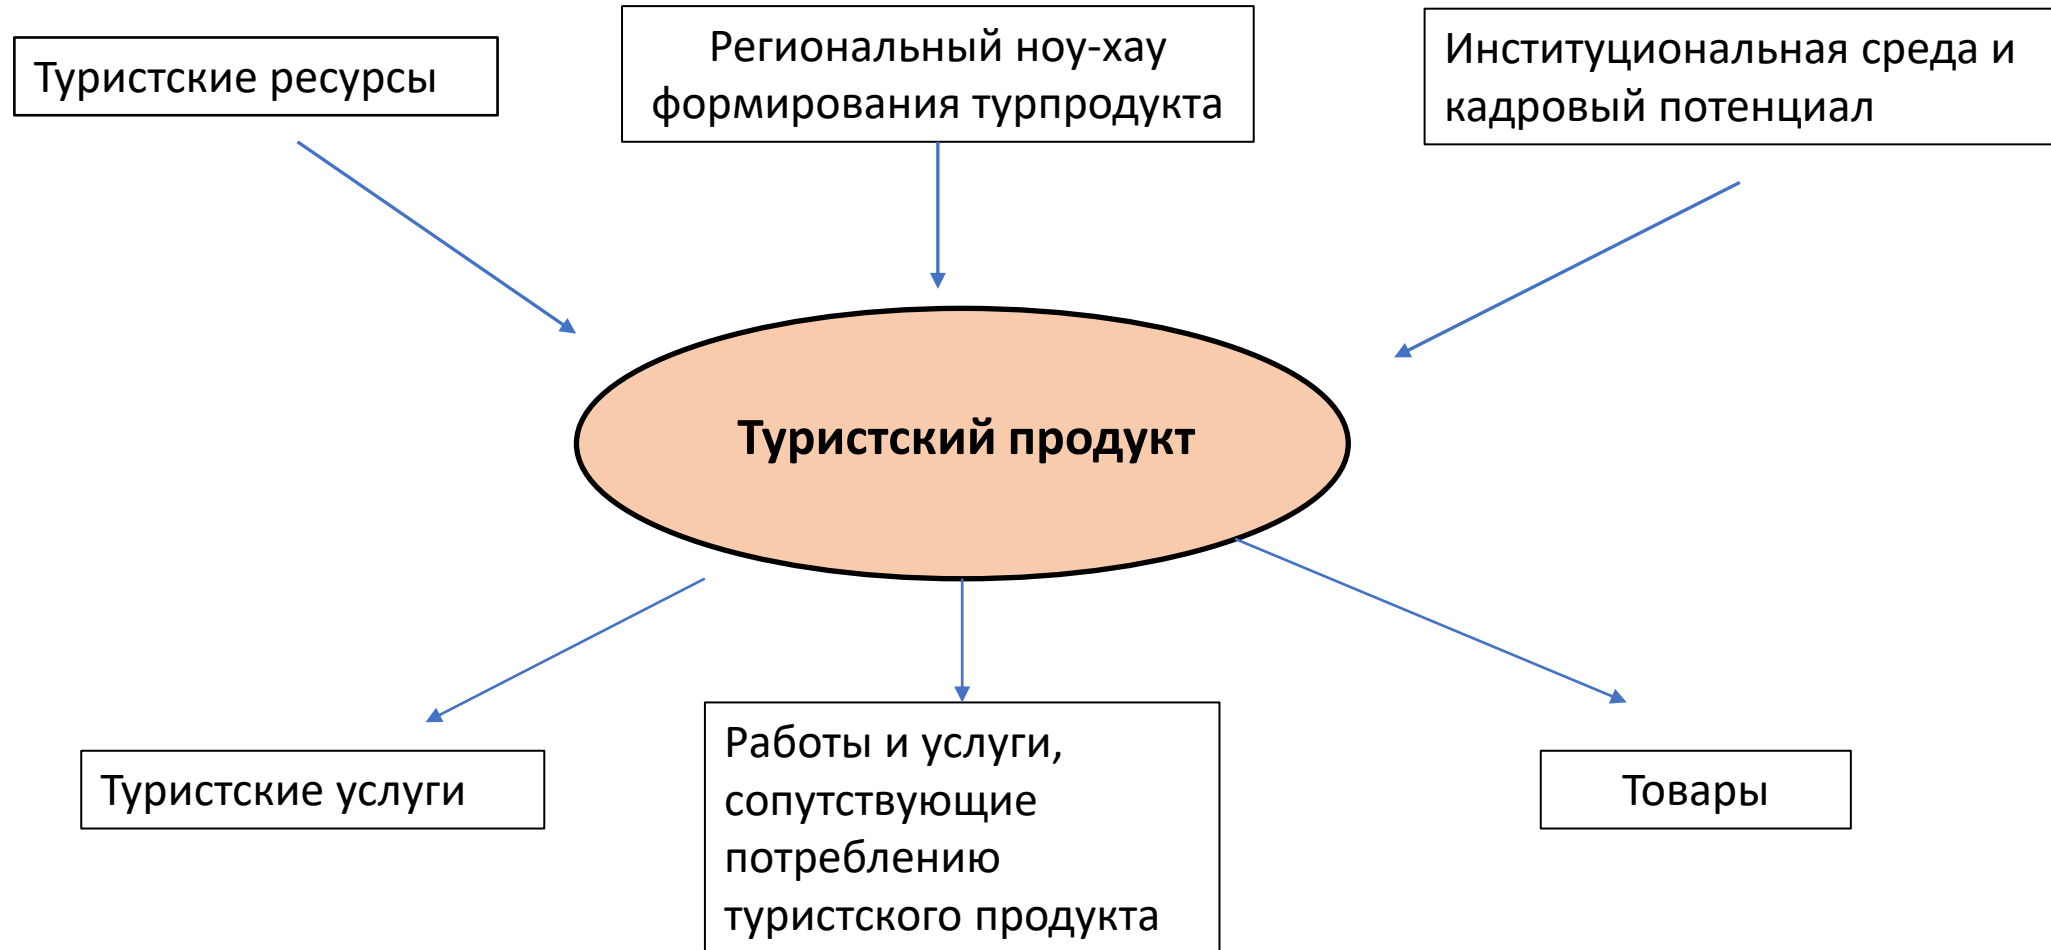 Туристские ресурсы
Региональный ноу-хау
формирования турпродукта
Институциональная среда и
кадровый потенциал
Туристский продукт
Туристские услуги
Работы и услуги,
сопутствующие
потреблению
туристского продукта
Товары